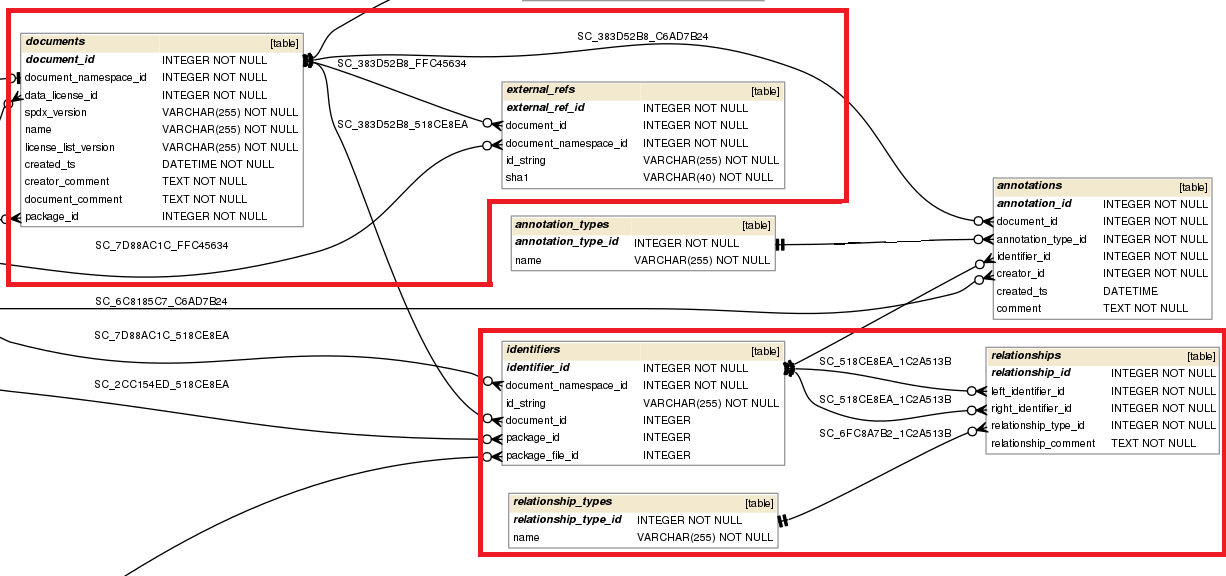 documents [table]
document_id INTEGER NOT NULL
document_namespace_id INTEGER NOT NULL
data_license_id INTEGER NOT NULL
spdx_version VARCHAR(255) NOT NULL
name VARCHAR(255) NOT NULL
license_list_version VARCHAR(255) NOT NULL
created_ts DATETIME NOT NULL
creator_comment TEXT NOT NULL
document_comment TEXT NOT NULL
package_id INTEGER NOT NULL
SC_383D52B8_C6AD7B24
SC_383D52B8_FFC45634
SC_383D52B8_518CE8EA
external_refs [table]
external_ref_id INTEGER NOT NULL
document_id INTEGER NOT NULL
document_namespace_id INTEGER NOT NULL
id_string VARCHAR(255) NOT NULL
sha1 VARCHAR(40) NOT NULL
SC_7D88AC1C_FFC45634
annotation_types [table]
annotation_type_id INTEGER NOT NULL
name VARCHAR(255) NOT NULL
annotations [table]
annotation_id INTEGER NOT NULL
document_id INTEGER NOT NULL
annotation_type_id INTEGER NOT NULL
identifier_id INTEGER NOT NULL
creator_id INTEGER NOT NULL
created_ts DATETIME
comment TEXT NOT NULL
SC_6C8185C7_C6AD7B24
SC_7D88AC1C_518CE8EA
SC_2CC154ED_518CE8EA
identifiers [table]
identifier_id INTEGER NOT NULL
document_namespace_id INTEGER NOT NULL
id_string VARCHAR(255) NOT NULL
document_id INTEGER
package_id INTEGER
package_file_id INTEGER
SC_518CE8EA_1C2A513B
SC_518CE8EA_1C2A513B
SC_6FC8A7B2_1C2A513B
relationships [table]
relationship_id INTEGER NOT NULL
left_identifier_id INTEGER NOT NULL
right_identifier_id INTEGER NOT NULL
relationship_type_id INTEGER NOT NULL
relationship_comment TEXT NOT NULL
relationship_types [table]
relationship_type_id INTEGER NOT NULL
name VARCHAR(255) NOT NULL